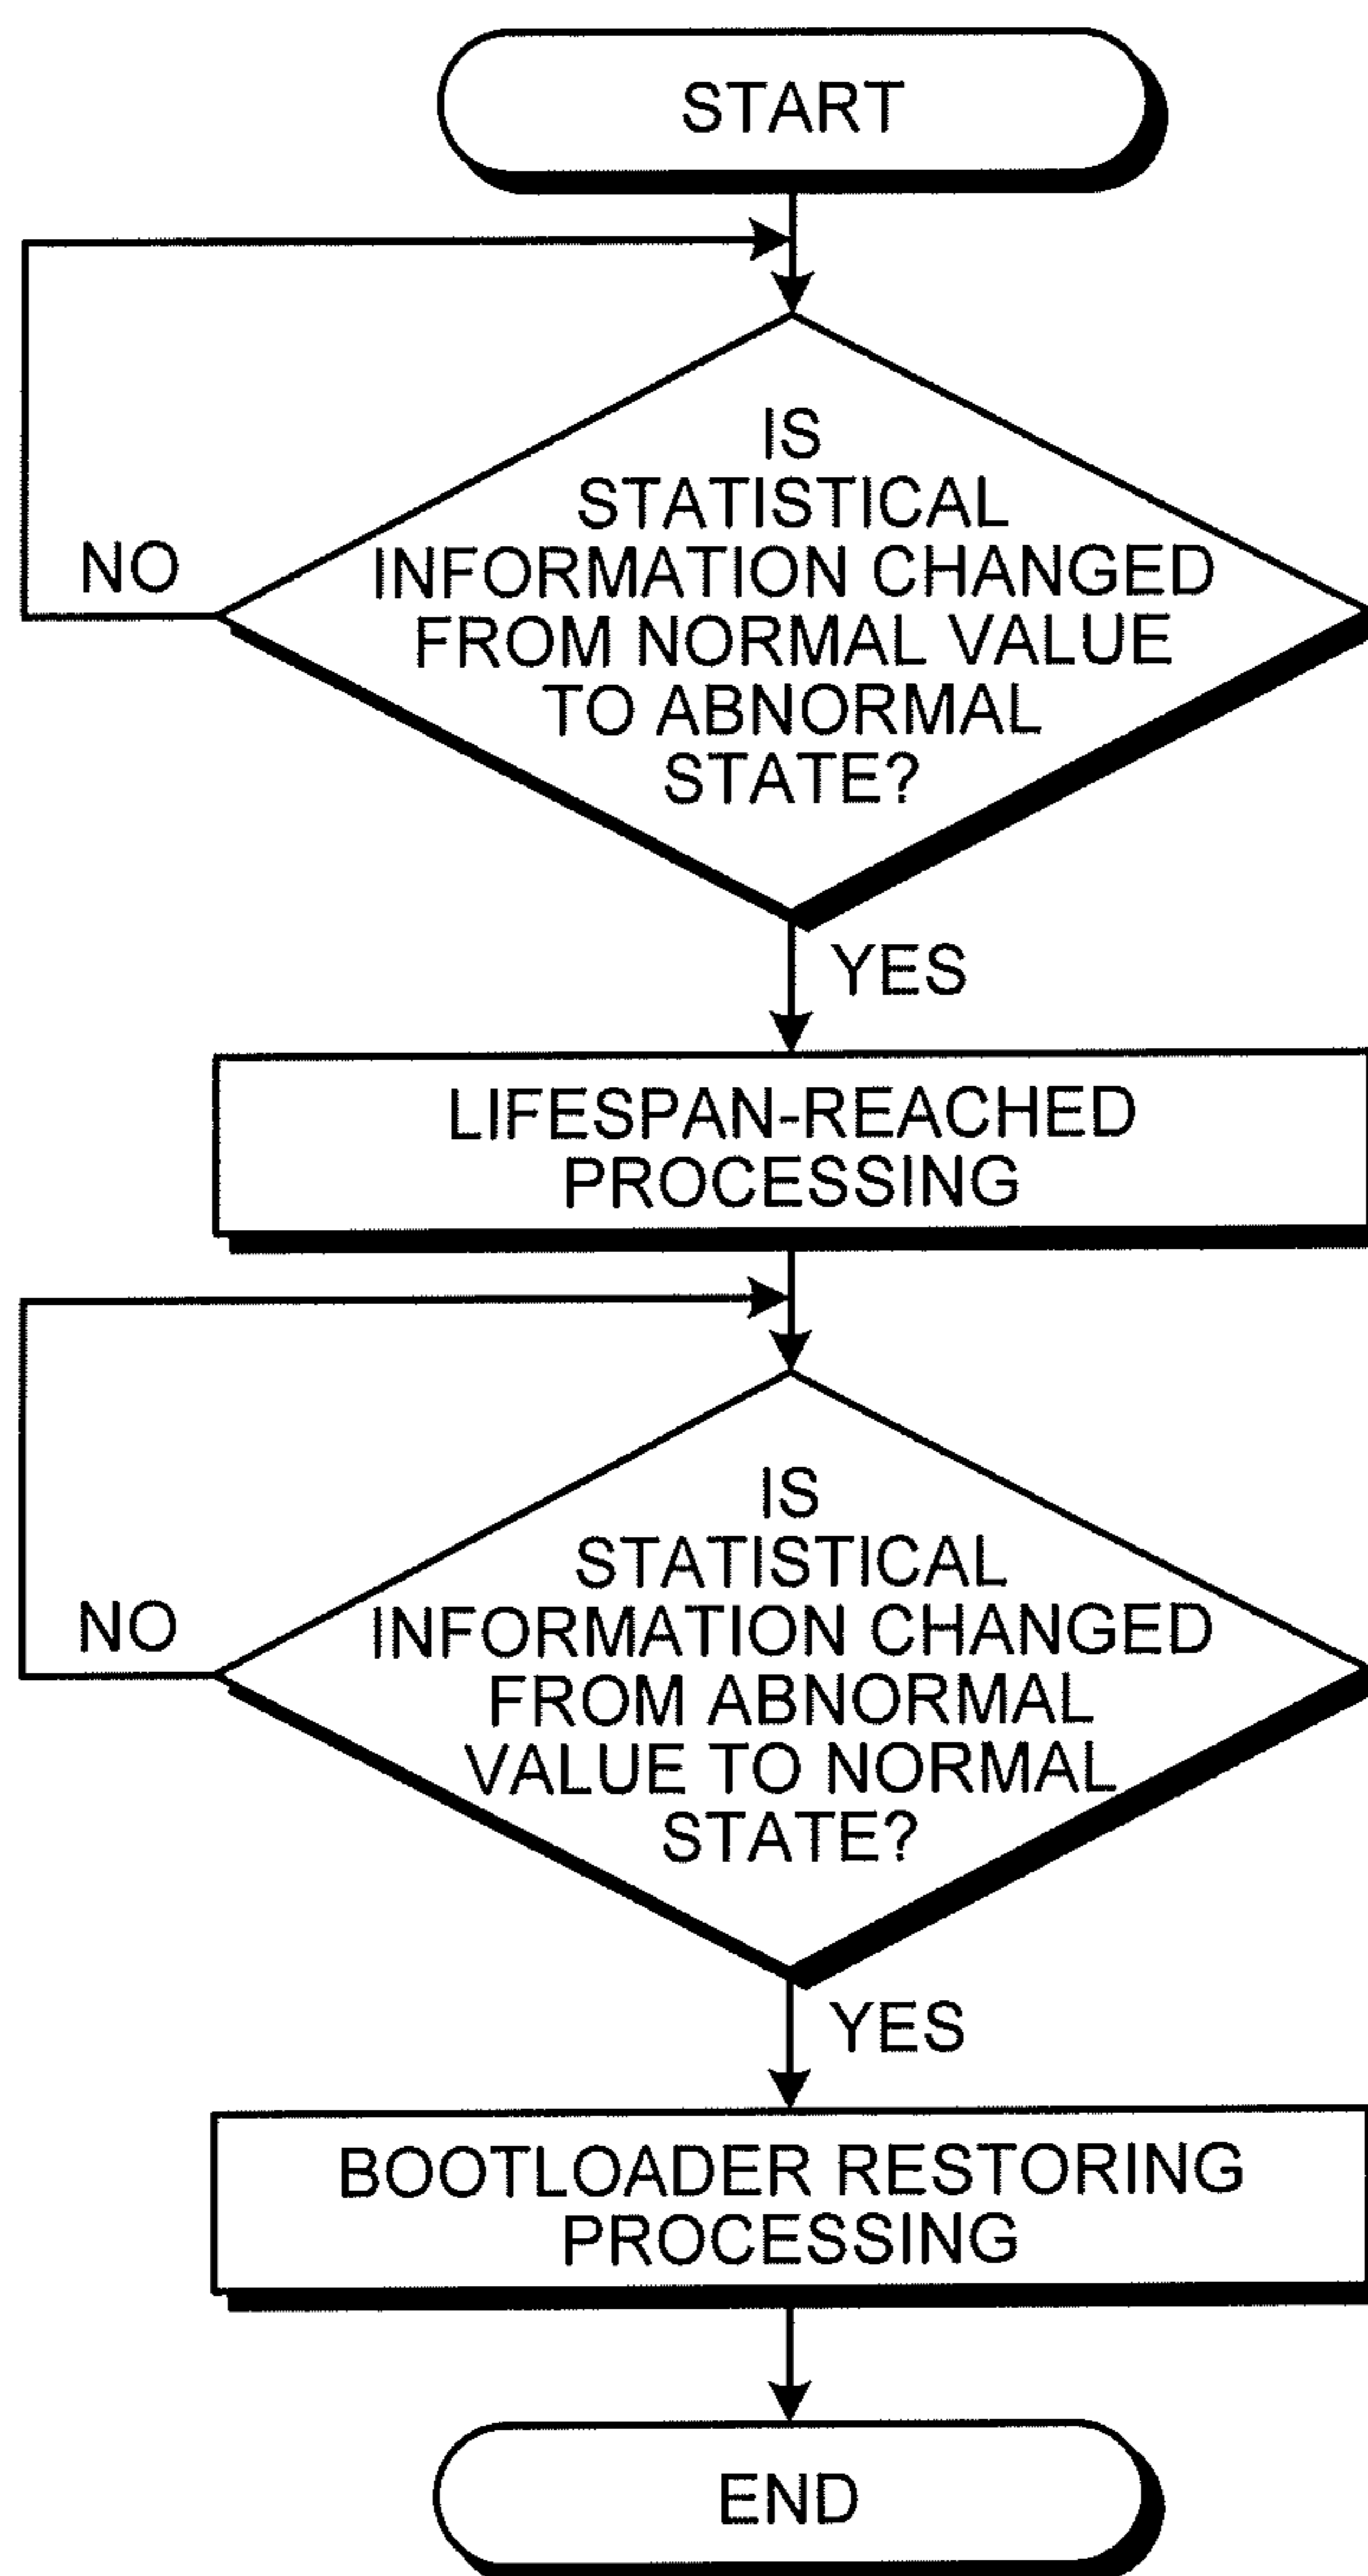 START
IS
STATISTICAL
INFORMATION CHANGED
FROM NORMAL VALUE
TO ABNORMAL
STATE?
NO
YES
LIFESPAN-REACHED
PROCESSING
IS
STATISTICAL
INFORMATION CHANGED
FROM ABNORMAL
VALUE TO NORMAL
STATE?
NO
YES
BOOTLOADER RESTORING
PROCESSING
END